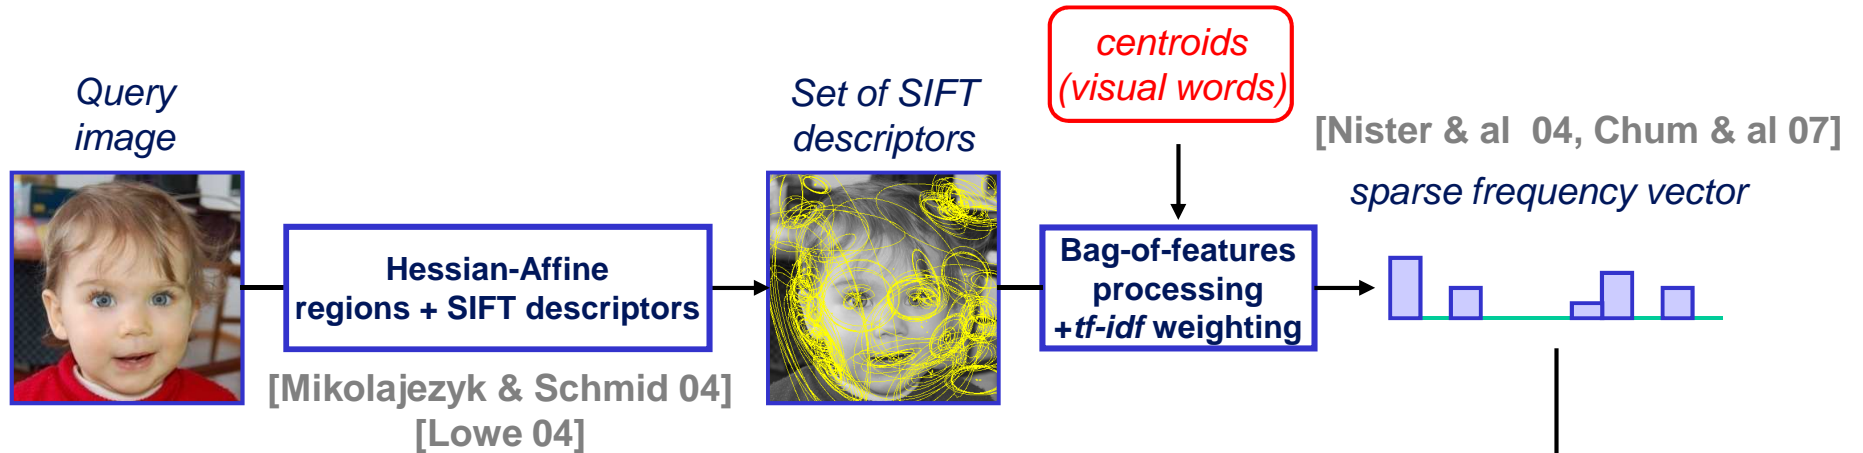 Query
image
Hessian-Affine
regions + SIFT descriptors
[Mikolajezyk & Schmid 04]
[Lowe 04]
Set of SIFT
descriptors
centroids
(visual words)
Bag-of-features
processing
+tf-idf weighting
[Nister & al  04, Chum & al 07]
sparse frequency vector